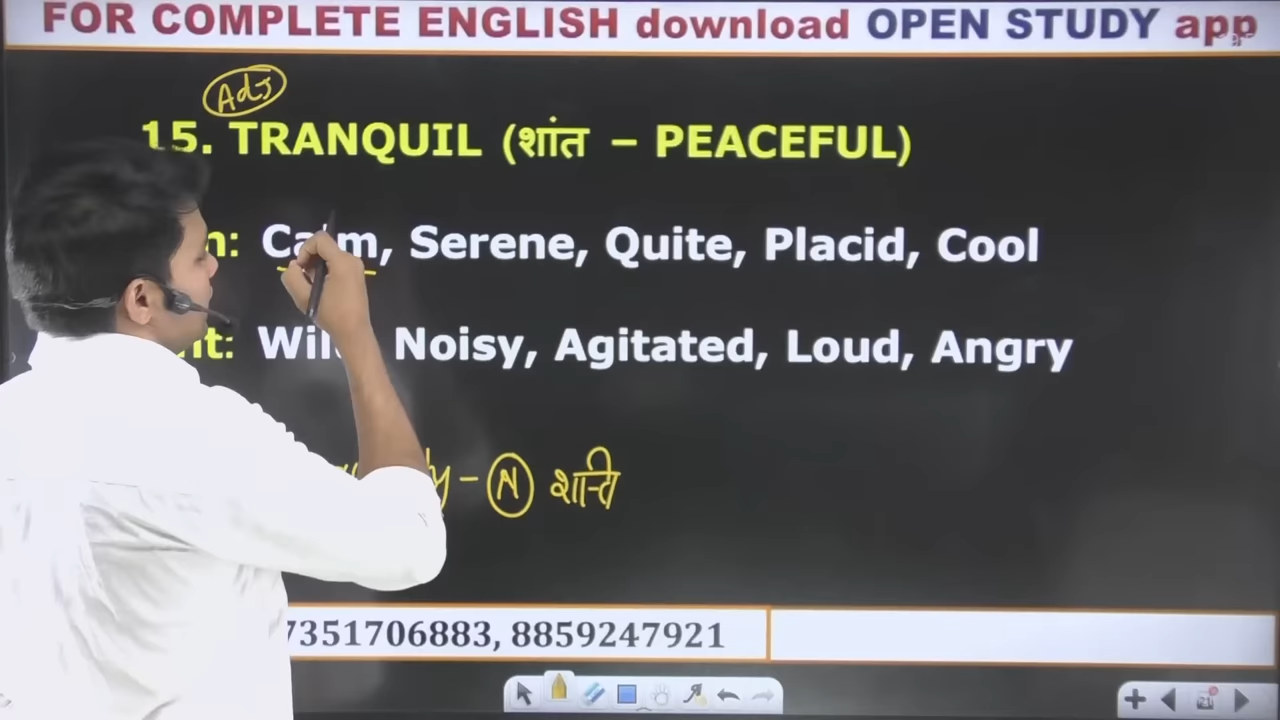 FOR COMPLETE ENGLISH download OPEN STUDY app
Adj
15. TRANQUIL (शांत – PEACEFUL)
Calm, Serene, Quite, Placid, Cool
Noisy, Agitated, Loud, Angry
y - N शान्ति
7351706883, 8859247921